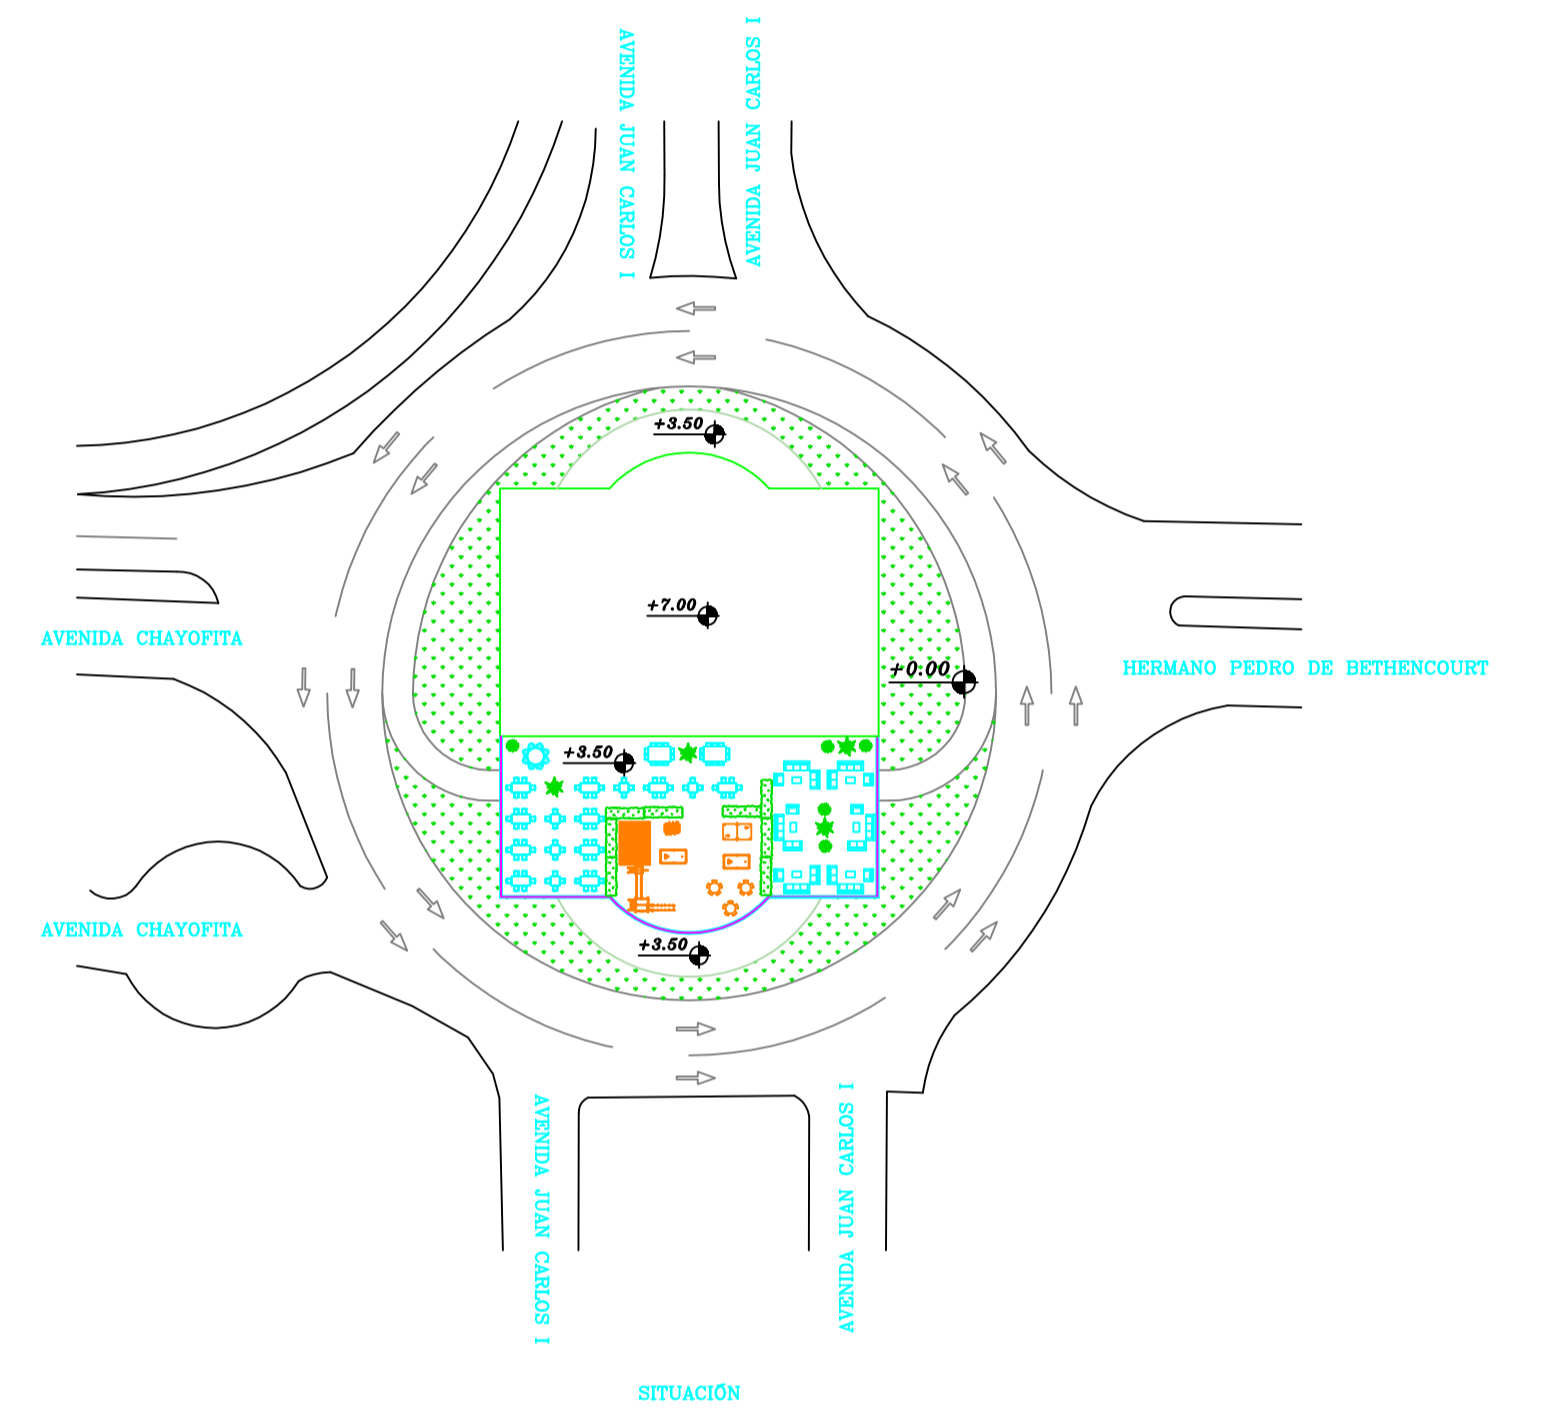 AVENIDA JUAN CARLOS I
AVENIDA JUAN CARLOS I
+3.50
+7.00
AVENIDA CHAYOFITA
+0.00
HERMANO PEDRO DE BETHENCOURT
+3.50
AVENIDA CHAYOFITA
+3.50
AVENIDA JUAN CARLOS I
AVENIDA JUAN CARLOS I
SITUACIÓN